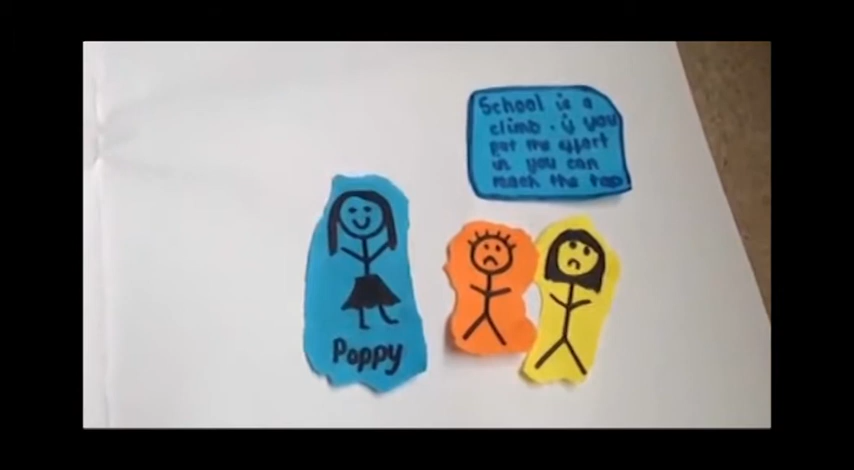 School is a
climb. if you
put the effort
in you can
reach the top
Poppy